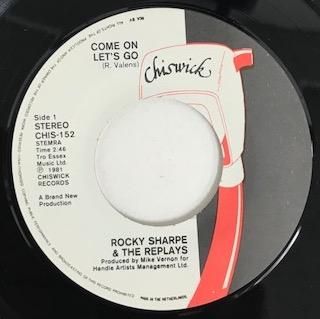 COME ON
LET'S GO
(R. Valens)
Chiswick
Side 1
STEREO
CHIS-152
STEMRA
Time 2:46
Tro Essex
Music Ltd.
℗ 1981
CHISWICK
RECORDS
A Brand New
Production
ROCKY SHARPE
& THE REPLAYS
Produced by Mike Vernon for
Handle Artists Management Ltd.
MADE IN THE NETHERLANDS